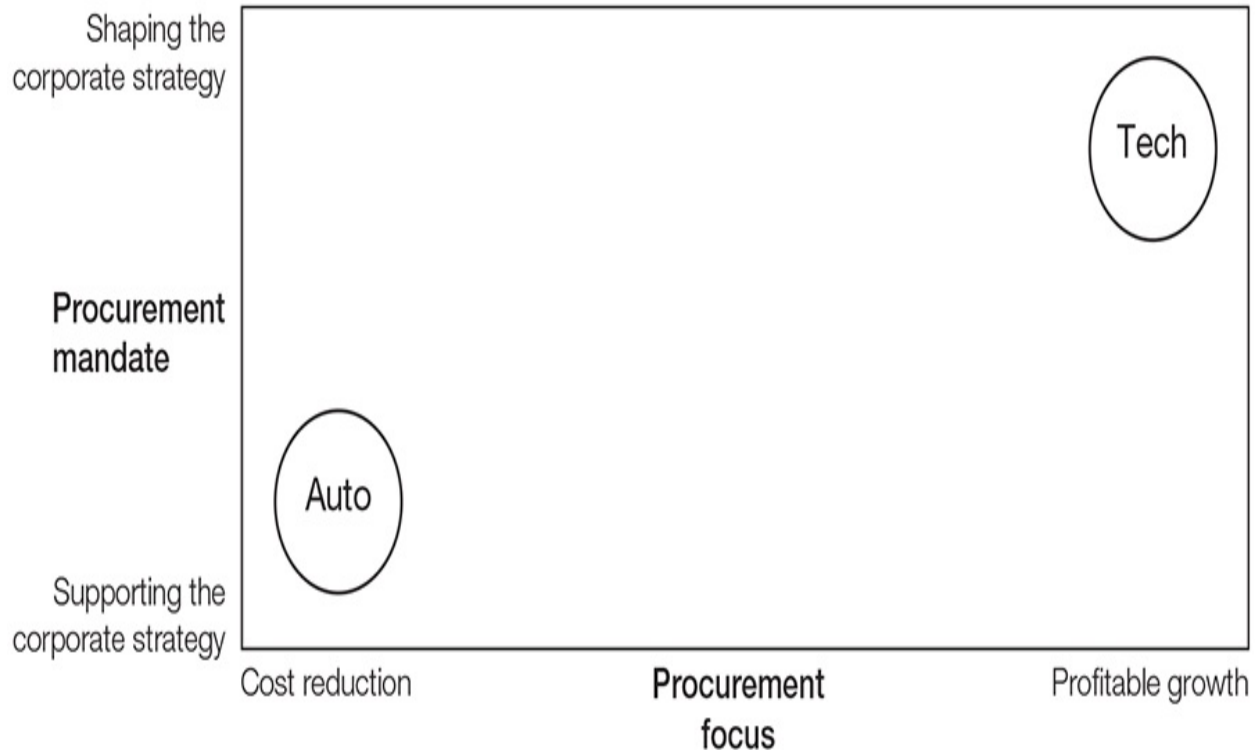 Shaping the
corporate strategy
Tech
Procurement
mandate
Auto
Supporting the
corporate strategy
Cost reduction
Procurement
focus
Profitable growth